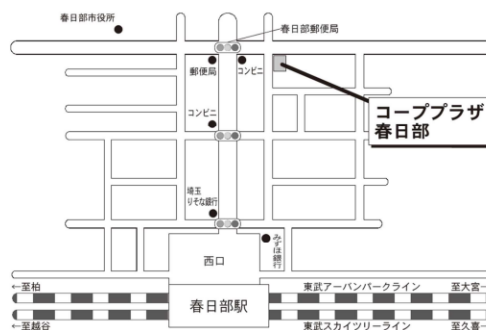 春日部市役所
春日部郵便局
郵便局
コンビニ
コーププラザ
春日部
コンビニ
埼玉
りそな銀行
みずほ銀行
西口
←至柏
東武アーバンパークライン
至大宮→
春日部駅
←至越谷
東武スカイツリーライン
至久喜→